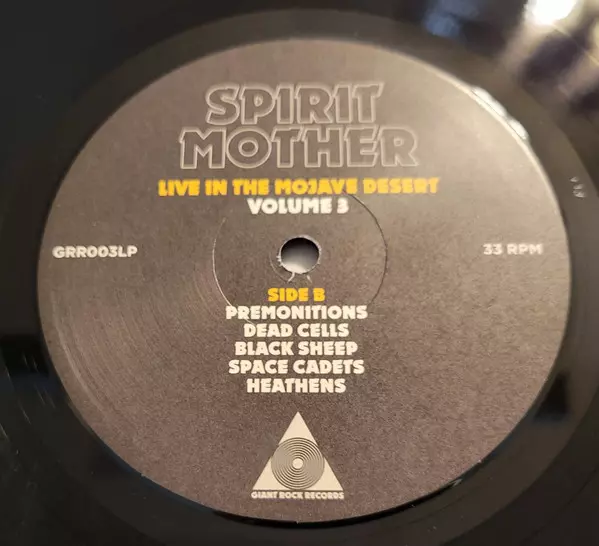 SPIRIT
MOTHER
LIVE IN THE MOJAVE DESERT
VOLUME 3
GRR003LP
33 RPM
SIDE B
PREMONITIONS
DEAD CELLS
BLACK SHEEP
SPACE CADETS
HEATHENS
GIANT ROCK RECORDS